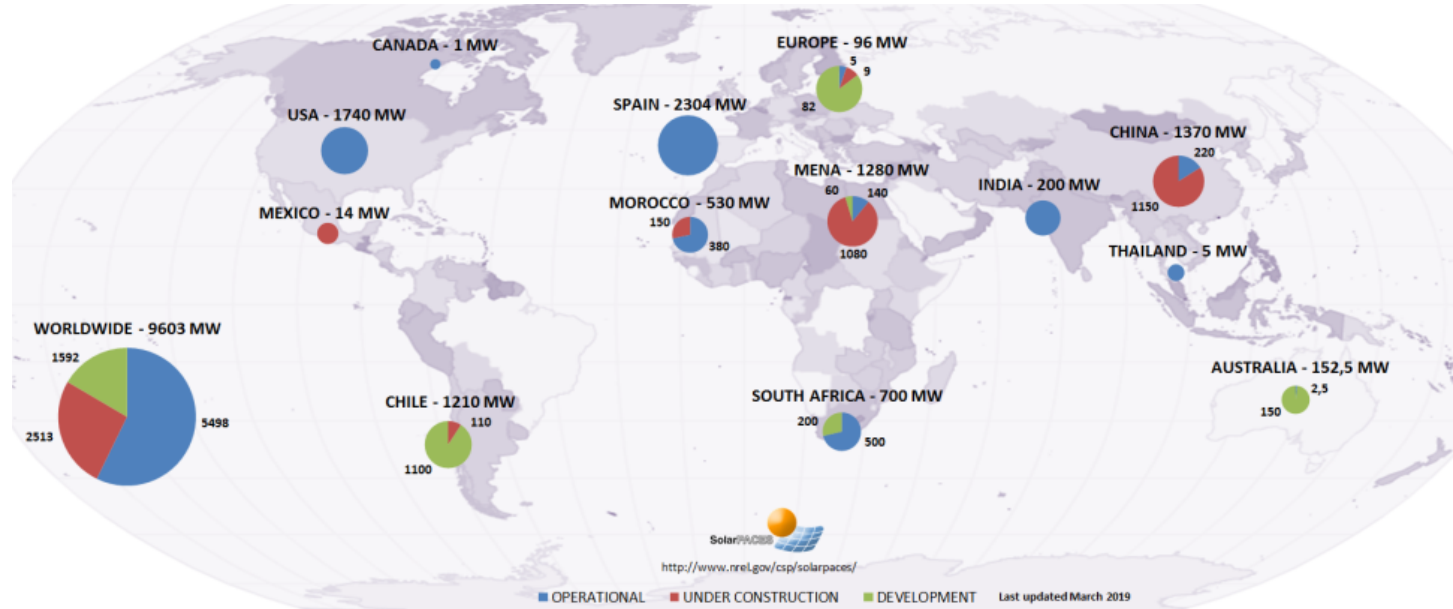 CANADA - 1 MW
EUROPE - 96 MW
5
9
82
USA - 1740 MW
SPAIN - 2304 MW
CHINA - 1370 MW
220
1150
MENA - 1280 MW
60
140
1080
INDIA - 200 MW
MOROCCO - 530 MW
150
380
MEXICO - 14 MW
THAILAND - 5 MW
WORLDWIDE - 9603 MW
1592
2513
5498
CHILE - 1210 MW
110
1100
SOUTH AFRICA - 700 MW
200
500
AUSTRALIA - 152,5 MW
2,5
150
SolarPACES
http://www.nrel.gov/csp/solarpaces/
OPERATIONAL UNDER CONSTRUCTION DEVELOPMENT Last updated March 2019